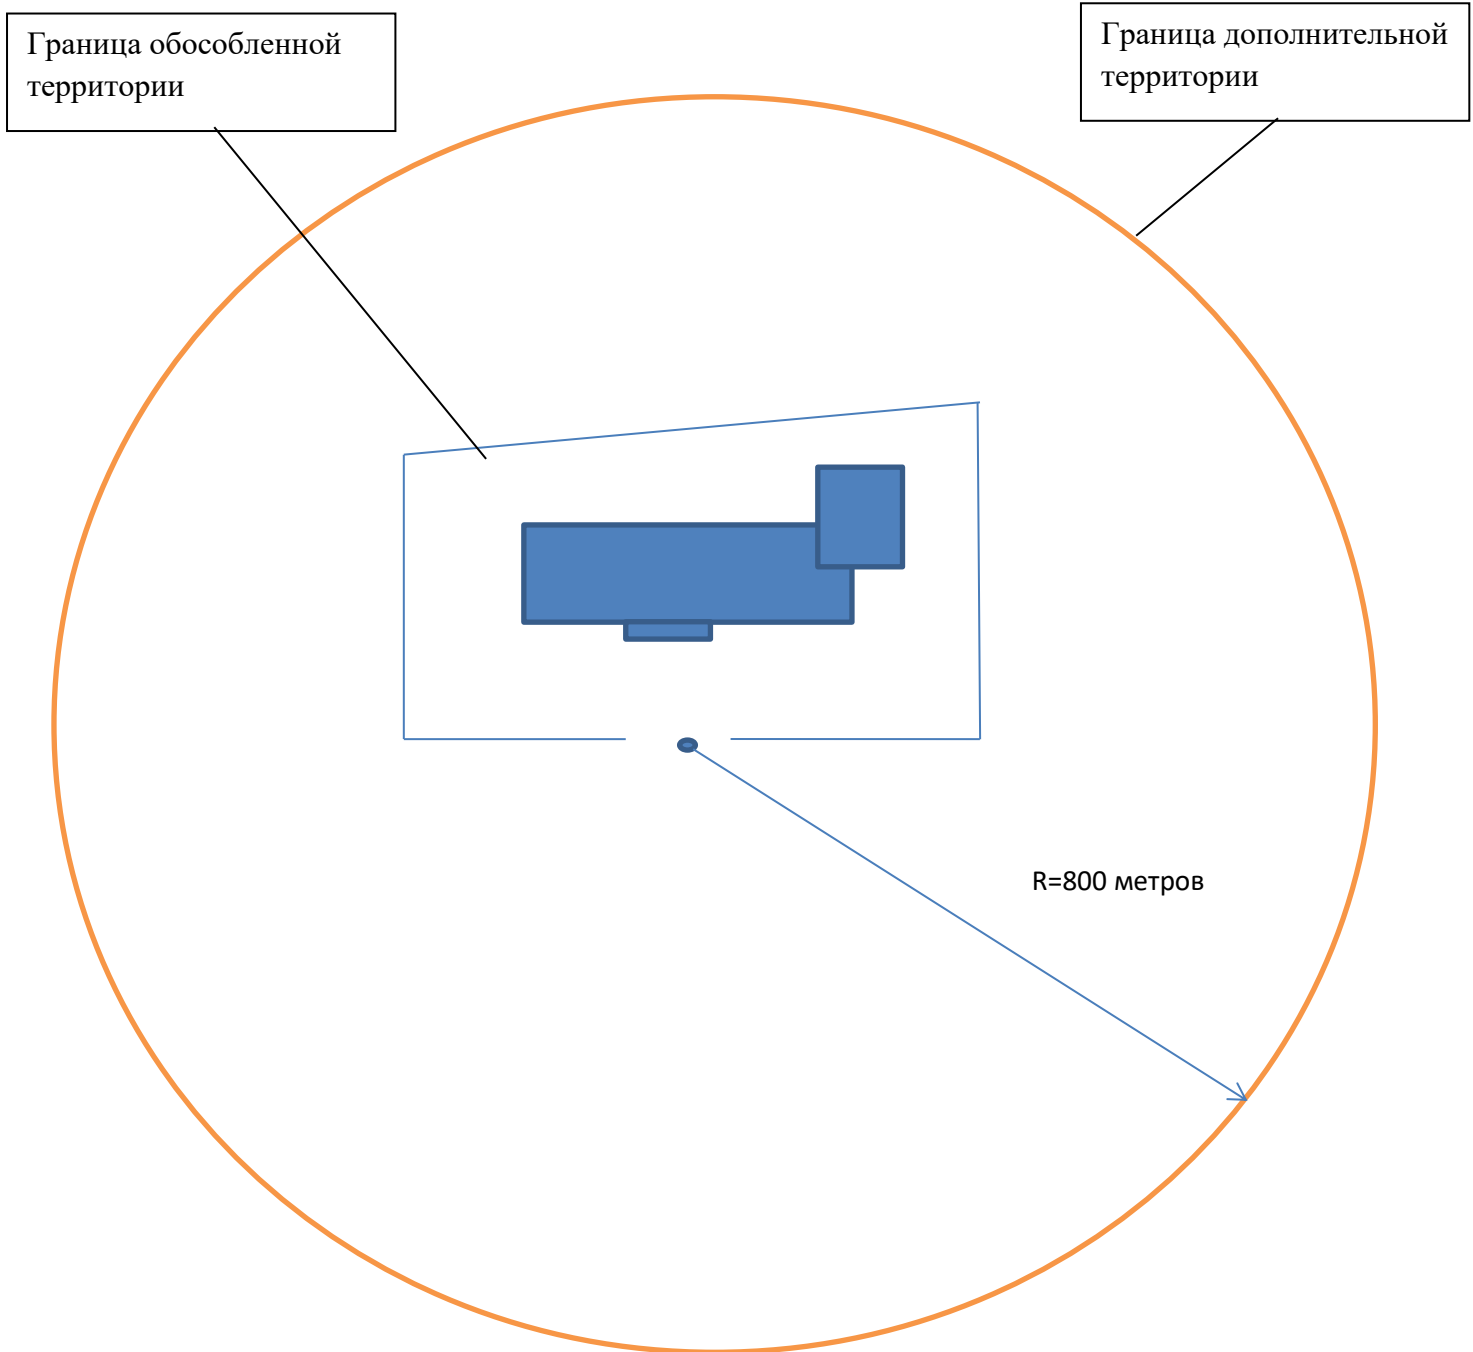 Граница обособленной
территории
Граница дополнительной
территории
R=800 метров